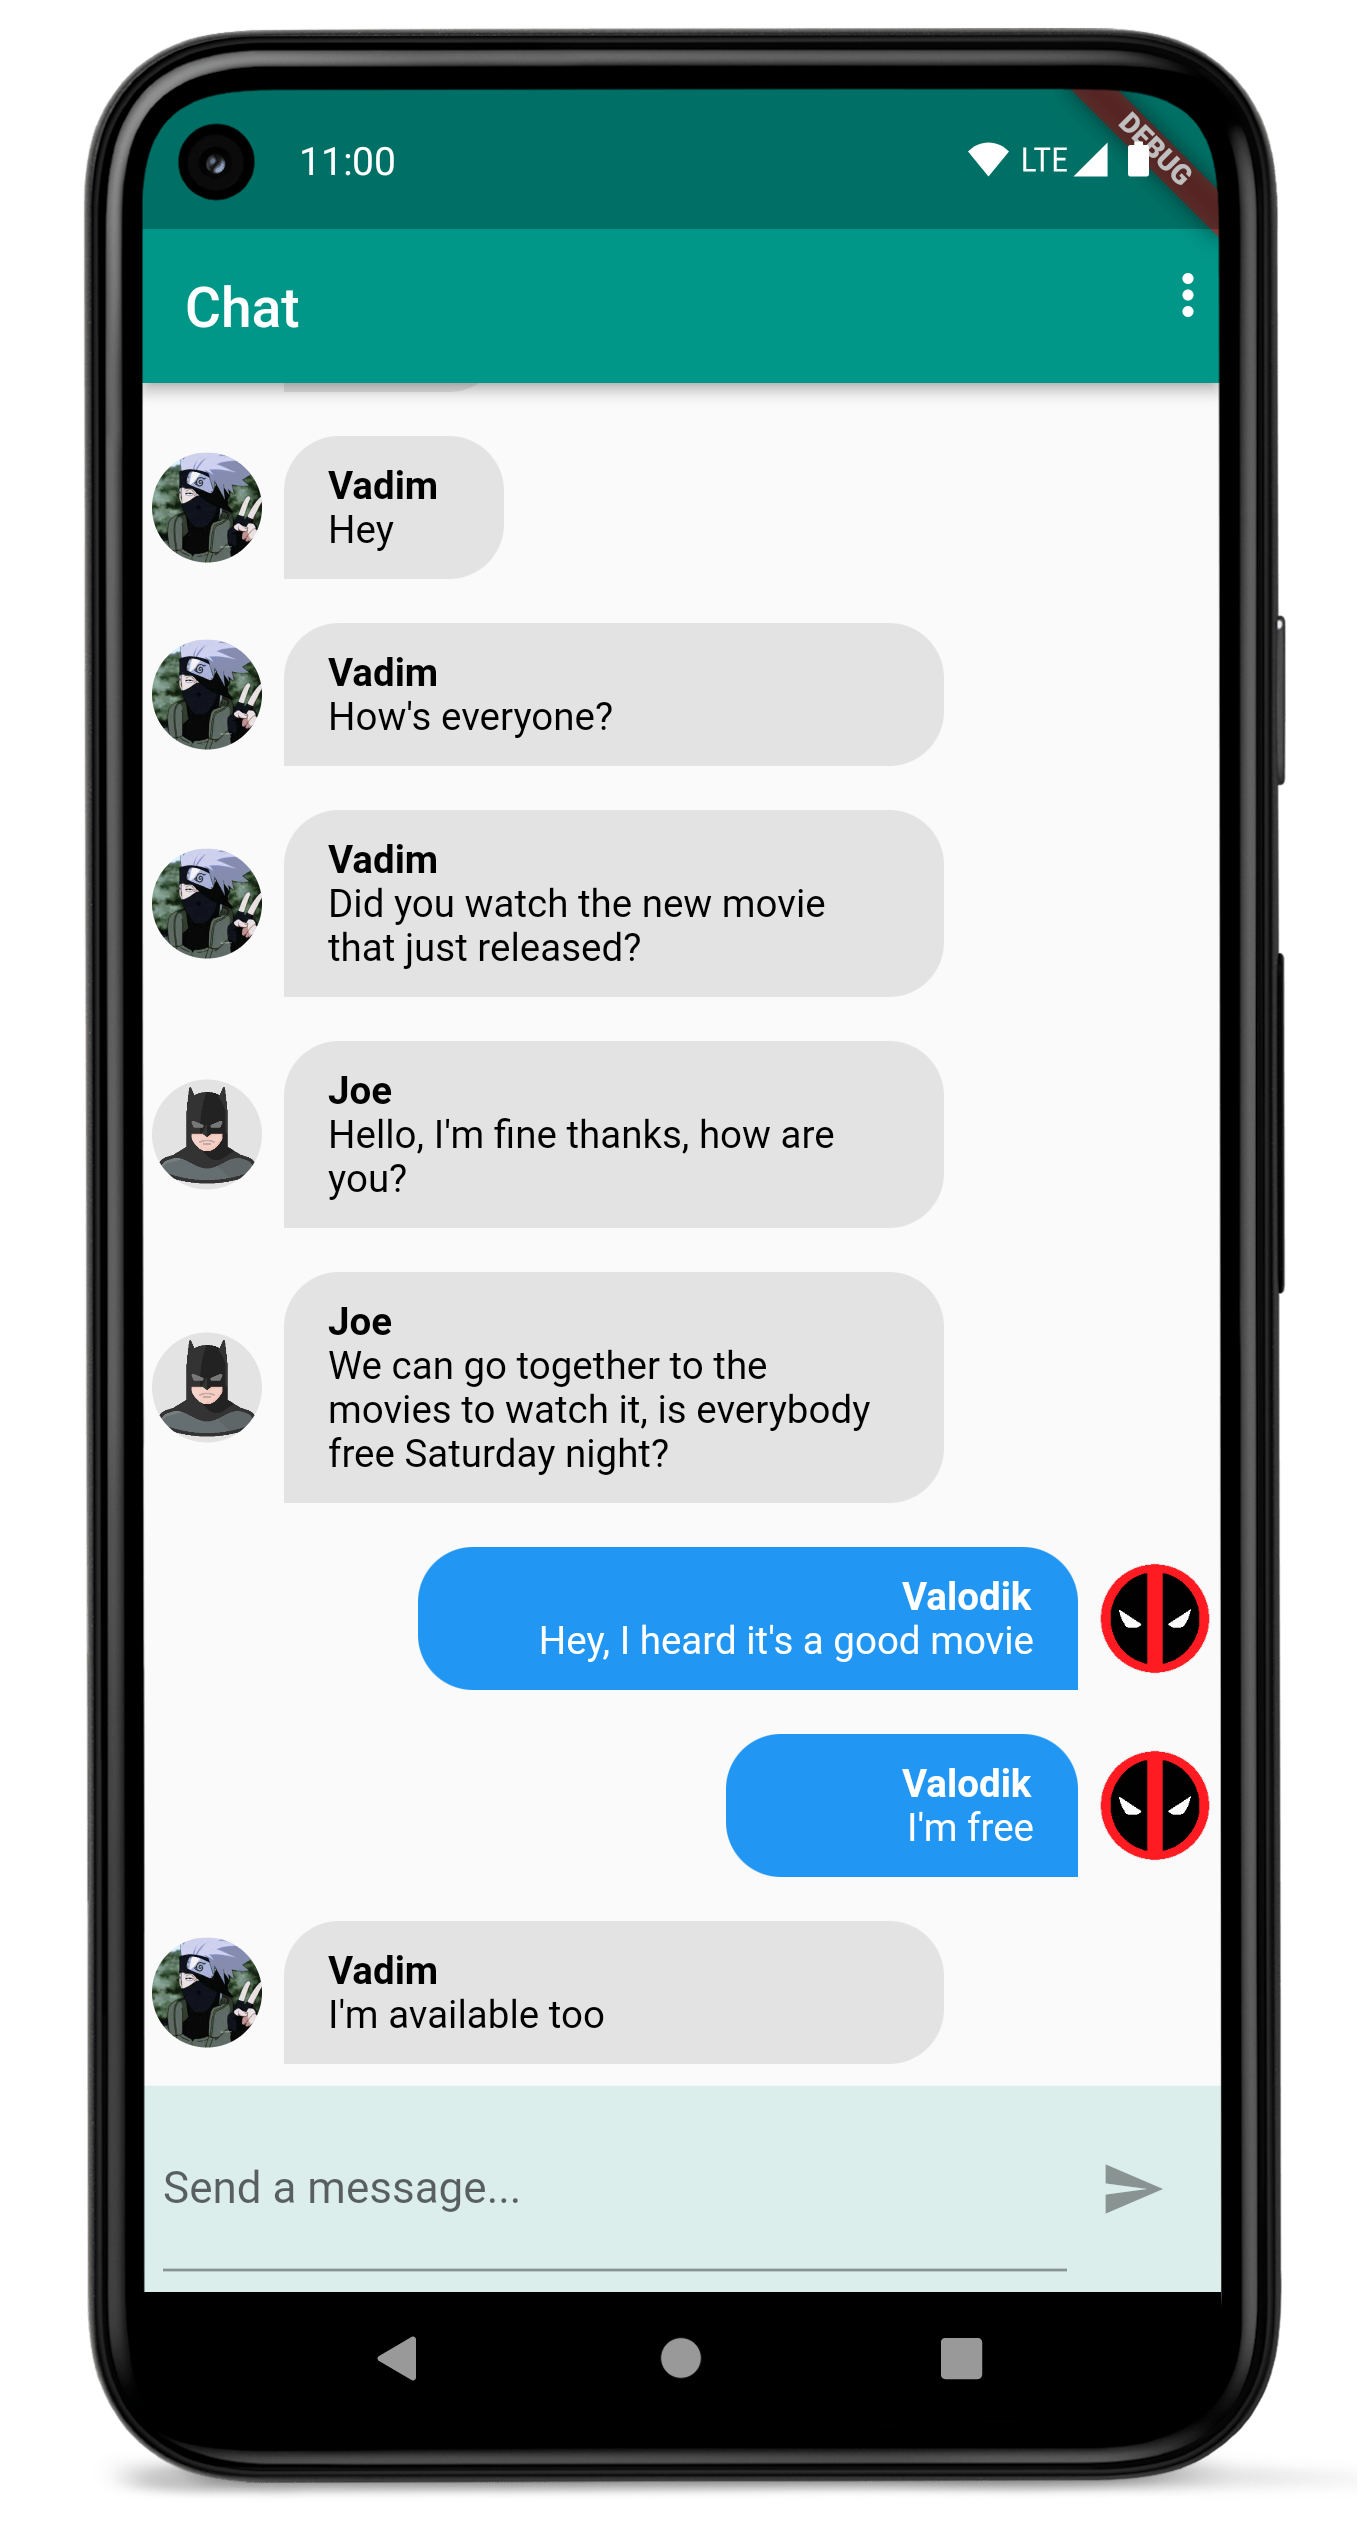 11:00
LTE
DEBUG
Chat
Vadim
Hey
Vadim
How's everyone?
Vadim
Did you watch the new movie
that just released?
Joe
Hello, I'm fine thanks, how are
you?
Joe
We can go together to the
movies to watch it, is everybody
free Saturday night?
Valodik
Hey, I heard it's a good movie
Valodik
I'm free
Vadim
I'm available too
Send a message...